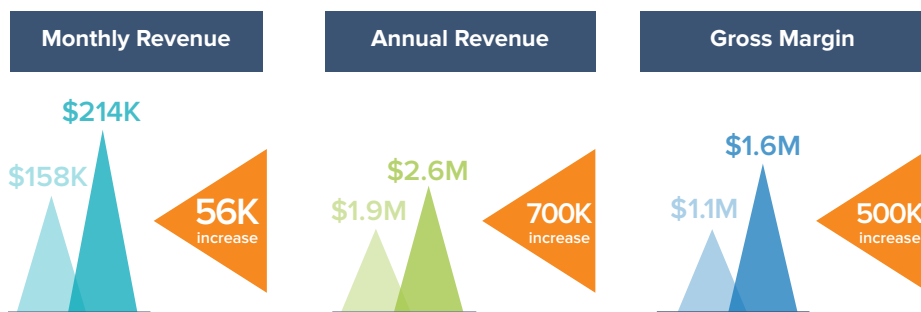 Monthly Revenue
$158K
$214K
56K
increase
Annual Revenue
$1.9M
$2.6M
700K
increase
Gross Margin
$1.1M
$1.6M
500K
increase